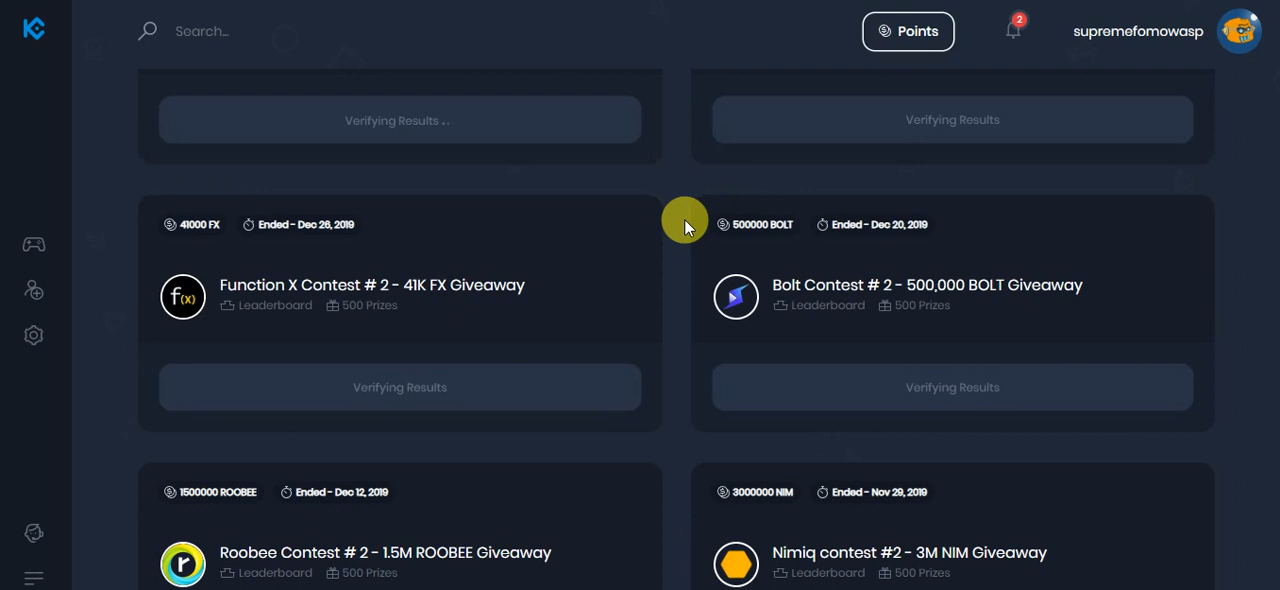 Search...
Points
2
supremefomowasp
Verifying Results ..
Verifying Results
41000 FX
Ended - Dec 26, 2019
500000 BOLT
Ended - Dec 20, 2019
f(x)
Function X Contest # 2 - 41K FX Giveaway
Leaderboard
500 Prizes
Bolt Contest # 2 - 500,000 BOLT Giveaway
Leaderboard
500 Prizes
Verifying Results
Verifying Results
1500000 ROOBEE
Ended - Dec 12, 2019
3000000 NIM
Ended - Nov 29, 2019
r
Roobee Contest # 2 - 1.5M ROOBEE Giveaway
Leaderboard
500 Prizes
Nimiq contest #2 - 3M NIM Giveaway
Leaderboard
500 Prizes